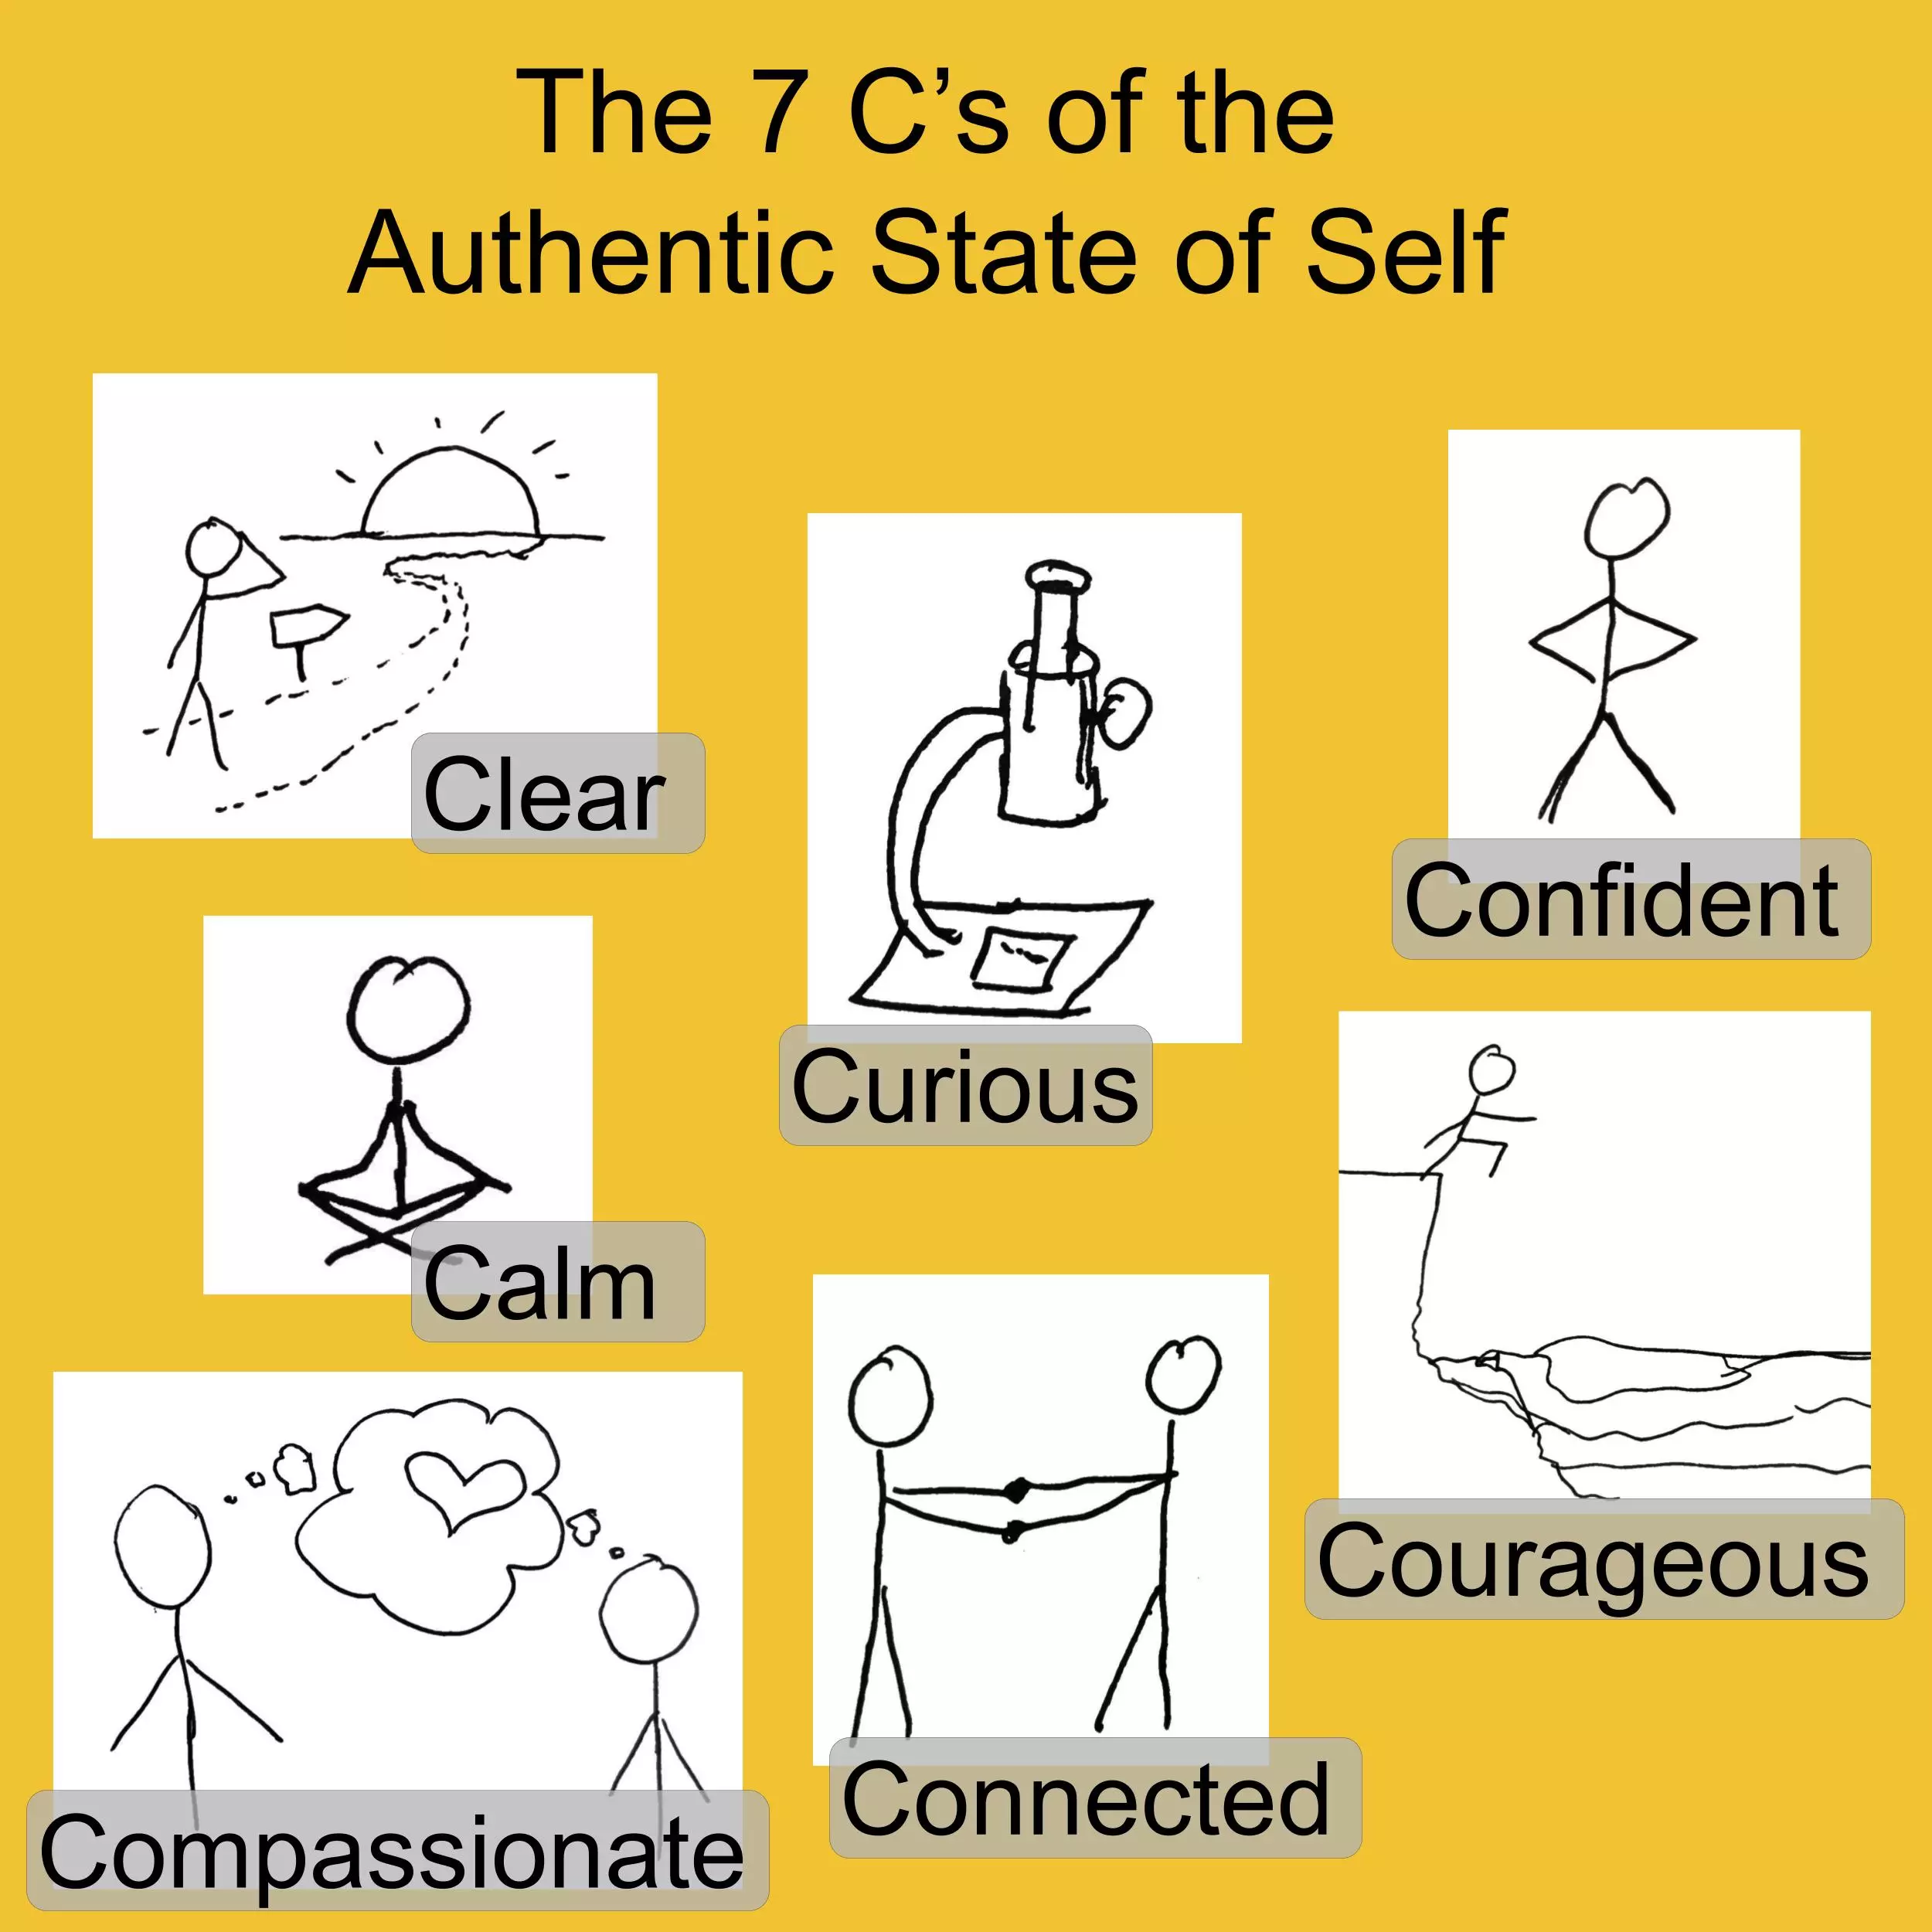 The 7 C’s of the
Authentic State of Self
Clear
Curious
Confident
Calm
Courageous
Connected
Compassionate